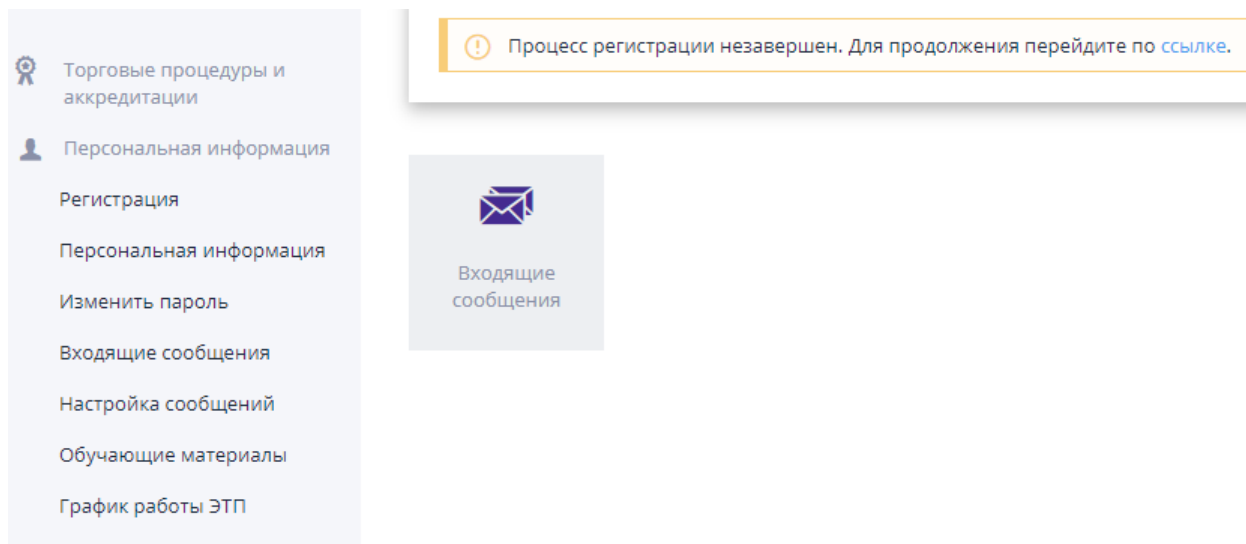 Торговые процедуры и
аккредитации
Персональная информация
Регистрация
Персональная информация
Изменить пароль
Входящие сообщения
Настройка сообщений
Обучающие материалы
График работы ЭТП
Процесс регистрации незавершен. Для продолжения перейдите по ссылке.
Входящие
сообщения